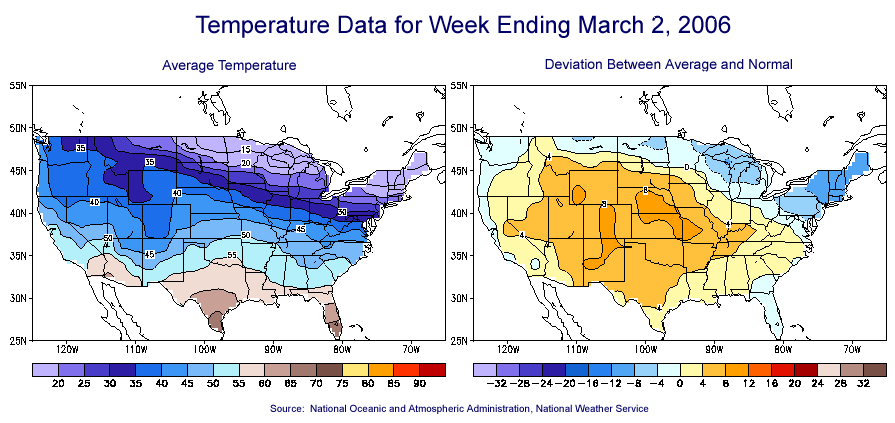 Temperature Data for Week Ending March 2, 2006
Average Temperature
Deviation Between Average and Normal
55N
50N
45N
40N
35N
30N
25N
120W 110W 100W 90W 80W 70W
35
35
15
20
40
40
30
45
50
50
45
55
20 25 30 35 40 45 50 55 60 65 70 75 80 85 90
55N
50N
45N
40N
35N
30N
25N
120W 110W 100W 90W 80W 70W
4
0
8
8
4
4
4
-32 -28 -24 -20 -16 -12 -8 -4 0 4 8 12 16 20 24 28 32
Source: National Oceanic and Atmospheric Administration, National Weather Service